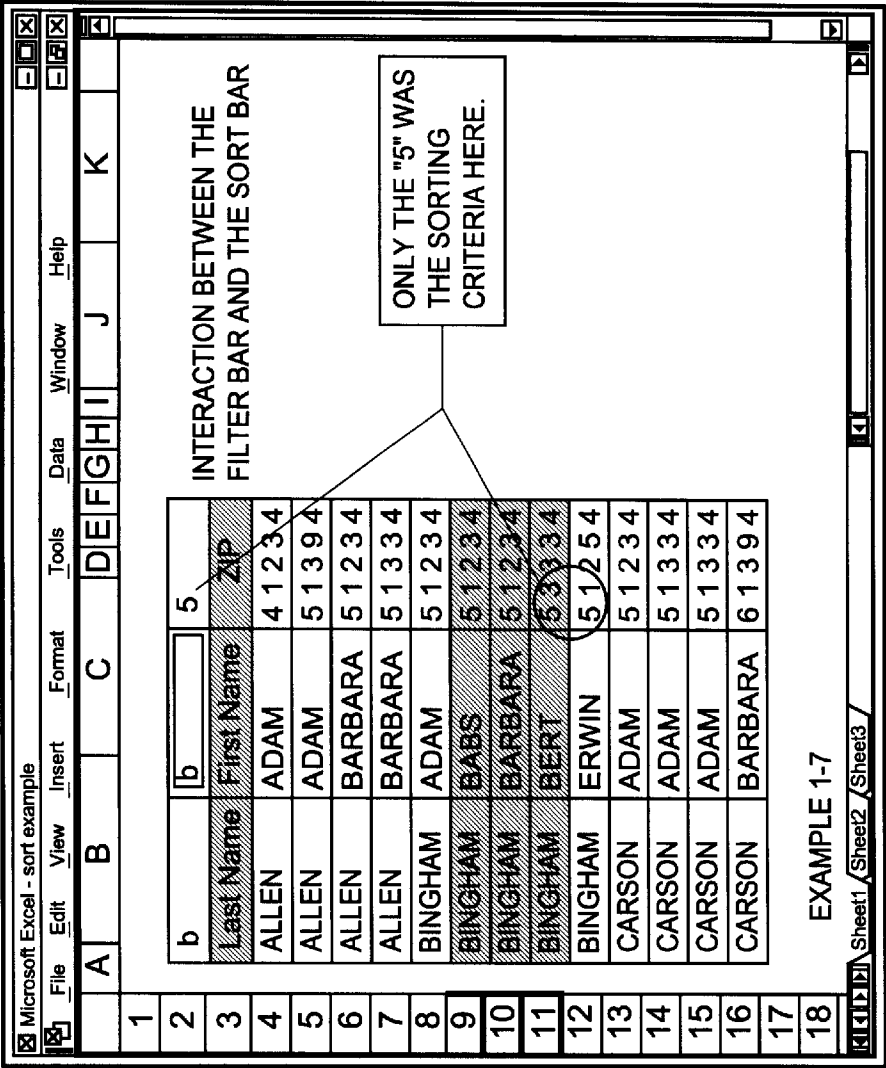 Microsoft Excel - sort example
File Edit View Insert Format Tools Data Window Help
A B C D E F G H I J K
1
2 b b 5
3 Last Name First Name ZIP
4 ALLEN ADAM 4 1 2 3 4
5 ALLEN ADAM 5 1 3 9 4
6 ALLEN BARBARA 5 1 2 3 4
7 ALLEN BARBARA 5 1 3 3 4
8 BINGHAM ADAM 5 1 2 3 4
9 BINGHAM BABS 5 1 2 3 4
10 BINGHAM BARBARA 5 1 2 3 4
11 BINGHAM BERT 5 3 3 3 4
12 BINGHAM ERWIN 5 1 2 5 4
13 CARSON ADAM 5 1 2 3 4
14 CARSON ADAM 5 1 3 3 4
15 CARSON ADAM 5 1 3 3 4
16 CARSON BARBARA 6 1 3 9 4
17
18
INTERACTION BETWEEN THE
FILTER BAR AND THE SORT BAR
ONLY THE "5" WAS
THE SORTING
CRITERIA HERE.
EXAMPLE 1-7
Sheet1 Sheet2 Sheet3